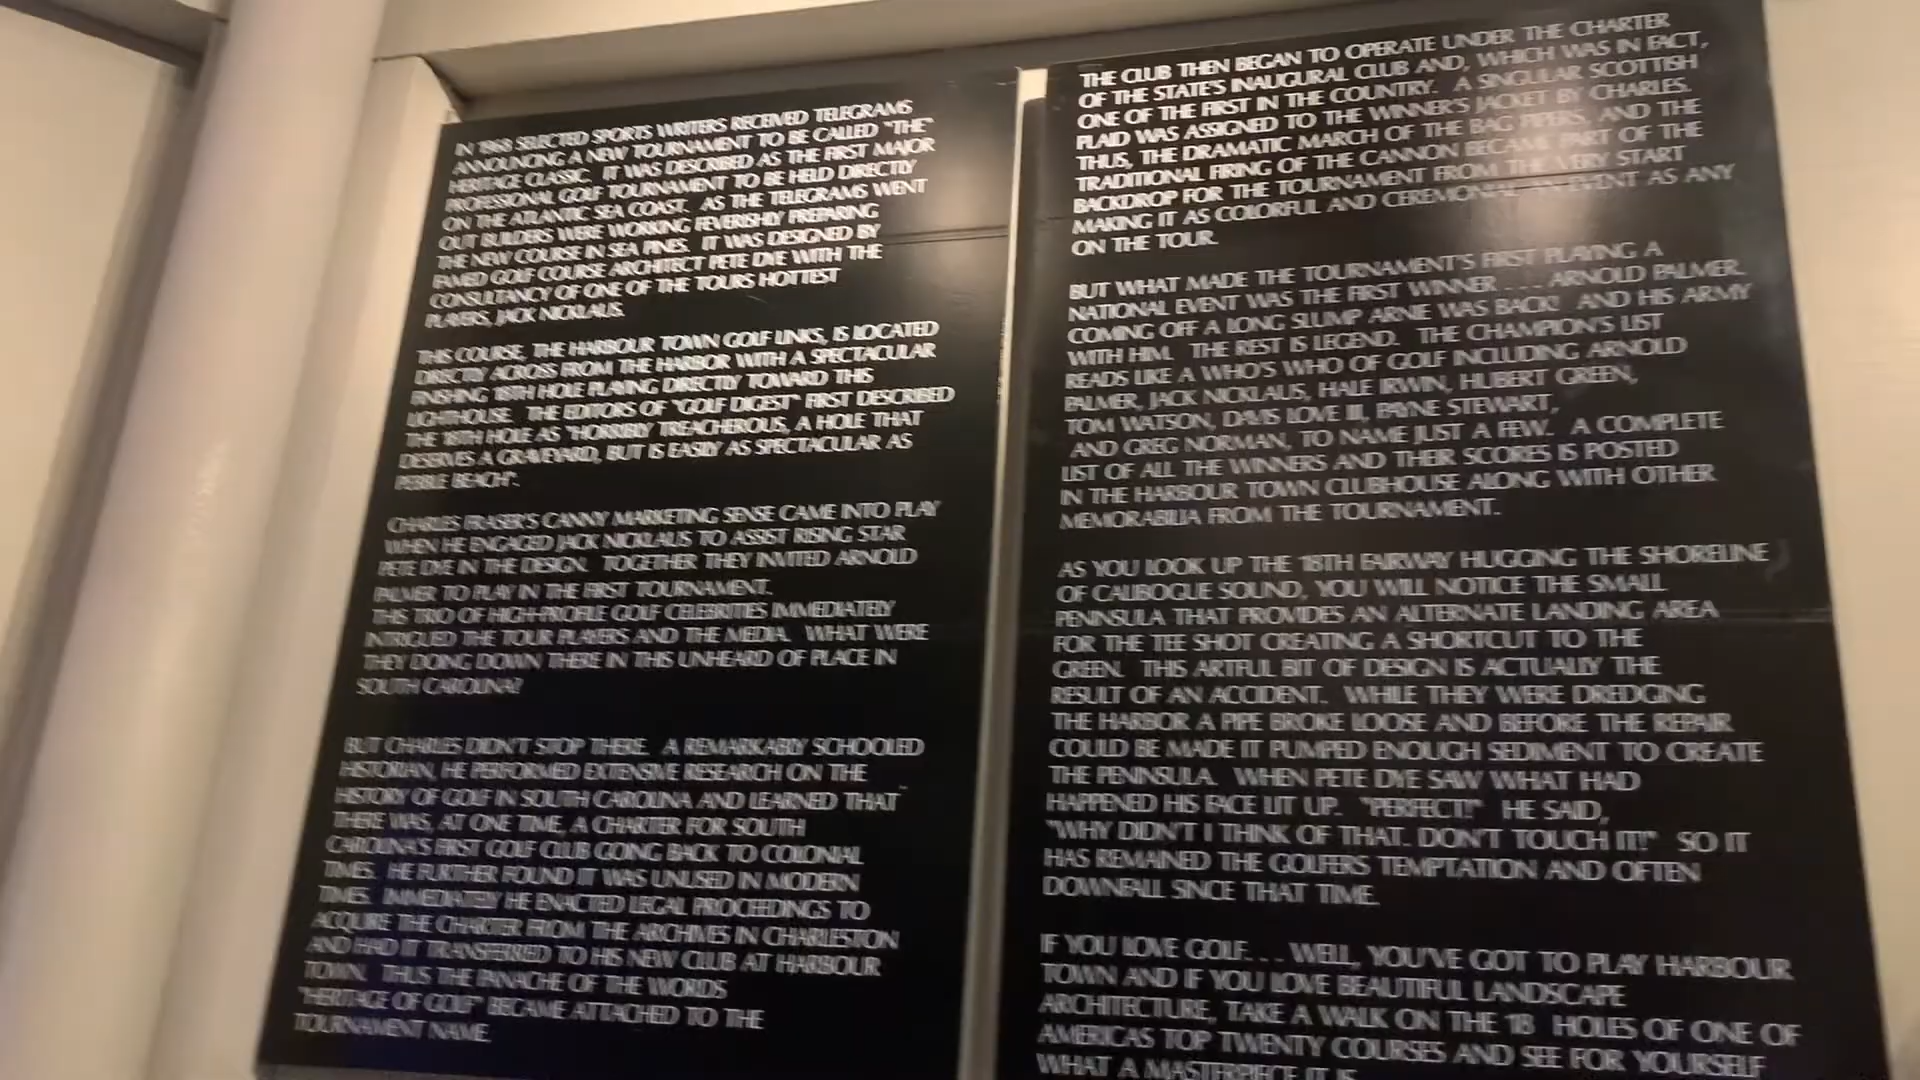 IN 1968 SELECTED SPORTS WRITERS RECEIVED TELEGRAMS
ANNOUNCING A NEW TOURNAMENT TO BE CALLED "THE"
HERITAGE CLASSIC. IT WAS DESCRIBED AS THE FIRST MAJOR
PROFESSIONAL GOLF TOURNAMENT TO BE HELD DIRECTLY
ON THE ATLANTIC SEA COAST. AS THE TELEGRAMS WENT
OUT BUILDERS WERE WORKING FEVERISHLY PREPARING
THE NEW COURSE IN SEA PINES. IT WAS DESIGNED BY
FAMED GOLF COURSE ARCHITECT PETE DYE WITH THE
CONSULTANCY OF ONE OF THE TOURS HOTTEST
PLAYERS, JACK NICKLAUS.
THIS COURSE, THE HARBOUR TOWN GOLF LINKS, IS LOCATED
DIRECTLY ACROSS FROM THE HARBOR WITH A SPECTACULAR
FINISHING 18TH HOLE PLAYING DIRECTLY TOWARD THIS
LIGHTHOUSE. THE EDITORS OF "GOLF DIGEST" FIRST DESCRIBED
THE 18TH HOLE AS "HORRIBLY TREACHEROUS, A HOLE THAT
DESERVES A GRAVEYARD, BUT IS EASILY AS SPECTACULAR AS
PEBBLE BEACH".
CHARLES FRASER'S CANNY MARKETING SENSE CAME INTO PLAY
WHEN HE ENGAGED JACK NICKLAUS TO ASSIST RISING STAR
PETE DYE IN THE DESIGN. TOGETHER THEY INVITED ARNOLD
PALMER TO PLAY IN THE FIRST TOURNAMENT.
THIS TRIO OF HIGH-PROFILE GOLF CELEBRITIES IMMEDIATELY
INTRIGUED THE TOUR PLAYERS AND THE MEDIA. WHAT WERE
THEY DOING DOWN THERE IN THIS UNHEARD OF PLACE IN
SOUTH CAROLINA?
BUT CHARLES DIDN'T STOP THERE. A REMARKABLY SCHOOLED
HISTORIAN, HE PERFORMED EXTENSIVE RESEARCH ON THE
HISTORY OF GOLF IN SOUTH CAROLINA AND LEARNED THAT
THERE WAS, AT ONE TIME, A CHARTER FOR SOUTH
CAROLINA'S FIRST GOLF CLUB GOING BACK TO COLONIAL
TIMES. HE FURTHER FOUND IT WAS UNUSED IN MODERN
TIMES. IMMEDIATELY HE ENACTED LEGAL PROCEEDINGS TO
ACQUIRE THE CHARTER FROM THE ARCHIVES IN CHARLESTON
AND HAD IT TRANSFERRED TO HIS NEW CLUB AT HARBOUR
TOWN. THUS THE PANACHE OF THE WORDS
"HERITAGE OF GOLF" BECAME ATTACHED TO THE
TOURNAMENT NAME.
THE CLUB THEN BEGAN TO OPERATE UNDER THE CHARTER
OF THE STATE'S INAUGURAL CLUB AND, WHICH WAS IN FACT,
ONE OF THE FIRST IN THE COUNTRY. A SINGULAR SCOTTISH
PLAID WAS ASSIGNED TO THE WINNER'S JACKET BY CHARLES.
THUS, THE DRAMATIC MARCH OF THE BAG PIPERS, AND THE
TRADITIONAL FIRING OF THE CANNON BECAME PART OF THE
BACKDROP FOR THE TOURNAMENT FROM THE VERY START
MAKING IT AS COLORFUL AND CEREMONIAL AN EVENT AS ANY
ON THE TOUR.
BUT WHAT MADE THE TOURNAMENT'S FIRST PLAYING A
NATIONAL EVENT WAS THE FIRST WINNER . . . ARNOLD PALMER.
COMING OFF A LONG SLUMP ARNIE WAS BACK! AND HIS ARMY
WITH HIM. THE REST IS LEGEND. THE CHAMPION'S LIST
READS LIKE A WHO'S WHO OF GOLF INCLUDING ARNOLD
PALMER, JACK NICKLAUS, HALE IRWIN, HUBERT GREEN,
TOM WATSON, DAVIS LOVE III, PAYNE STEWART,
AND GREG NORMAN, TO NAME JUST A FEW. A COMPLETE
LIST OF ALL THE WINNERS AND THEIR SCORES IS POSTED
IN THE HARBOUR TOWN CLUBHOUSE ALONG WITH OTHER
MEMORABILIA FROM THE TOURNAMENT.
AS YOU LOOK UP THE 18TH FAIRWAY HUGGING THE SHORELINE
OF CALIBOGUE SOUND, YOU WILL NOTICE THE SMALL
PENINSULA THAT PROVIDES AN ALTERNATE LANDING AREA
FOR THE TEE SHOT CREATING A SHORTCUT TO THE
GREEN. THIS ARTFUL BIT OF DESIGN IS ACTUALLY THE
RESULT OF AN ACCIDENT. WHILE THEY WERE DREDGING
THE HARBOR A PIPE BROKE LOOSE AND BEFORE THE REPAIR
COULD BE MADE IT PUMPED ENOUGH SEDIMENT TO CREATE
THE PENINSULA. WHEN PETE DYE SAW WHAT HAD
HAPPENED HIS FACE LIT UP. "PERFECT!" HE SAID,
"WHY DIDN'T I THINK OF THAT. DON'T TOUCH IT!" SO IT
HAS REMAINED THE GOLFERS TEMPTATION AND OFTEN
DOWNFALL SINCE THAT TIME.
IF YOU LOVE GOLF. . . WELL, YOU'VE GOT TO PLAY HARBOUR
TOWN AND IF YOU LOVE BEAUTIFUL LANDSCAPE
ARCHITECTURE, TAKE A WALK ON THE 18 HOLES OF ONE OF
AMERICAS TOP TWENTY COURSES AND SEE FOR YOURSELF
WHAT A MASTERPIECE IT IS